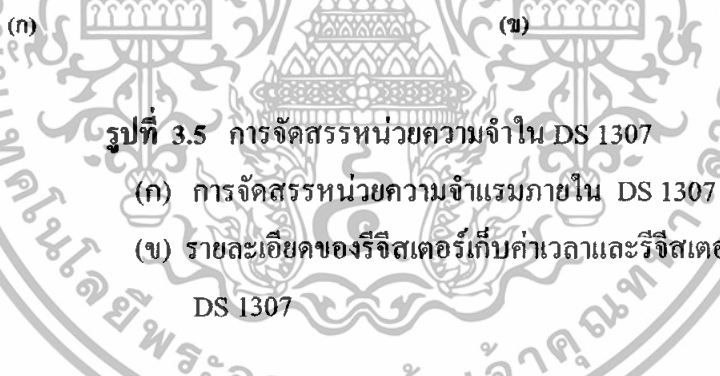 (ก) (ข)
รูปที่ 3.5 การจัดสรรหน่วยความจำใน DS 1307
(ก) การจัดสรรหน่วยความจำแรมภายใน DS 1307
(ข) รายละเอียดของรีจีสเตอร์เก็บค่าเวลาและรีจีสเตอ
DS 1307